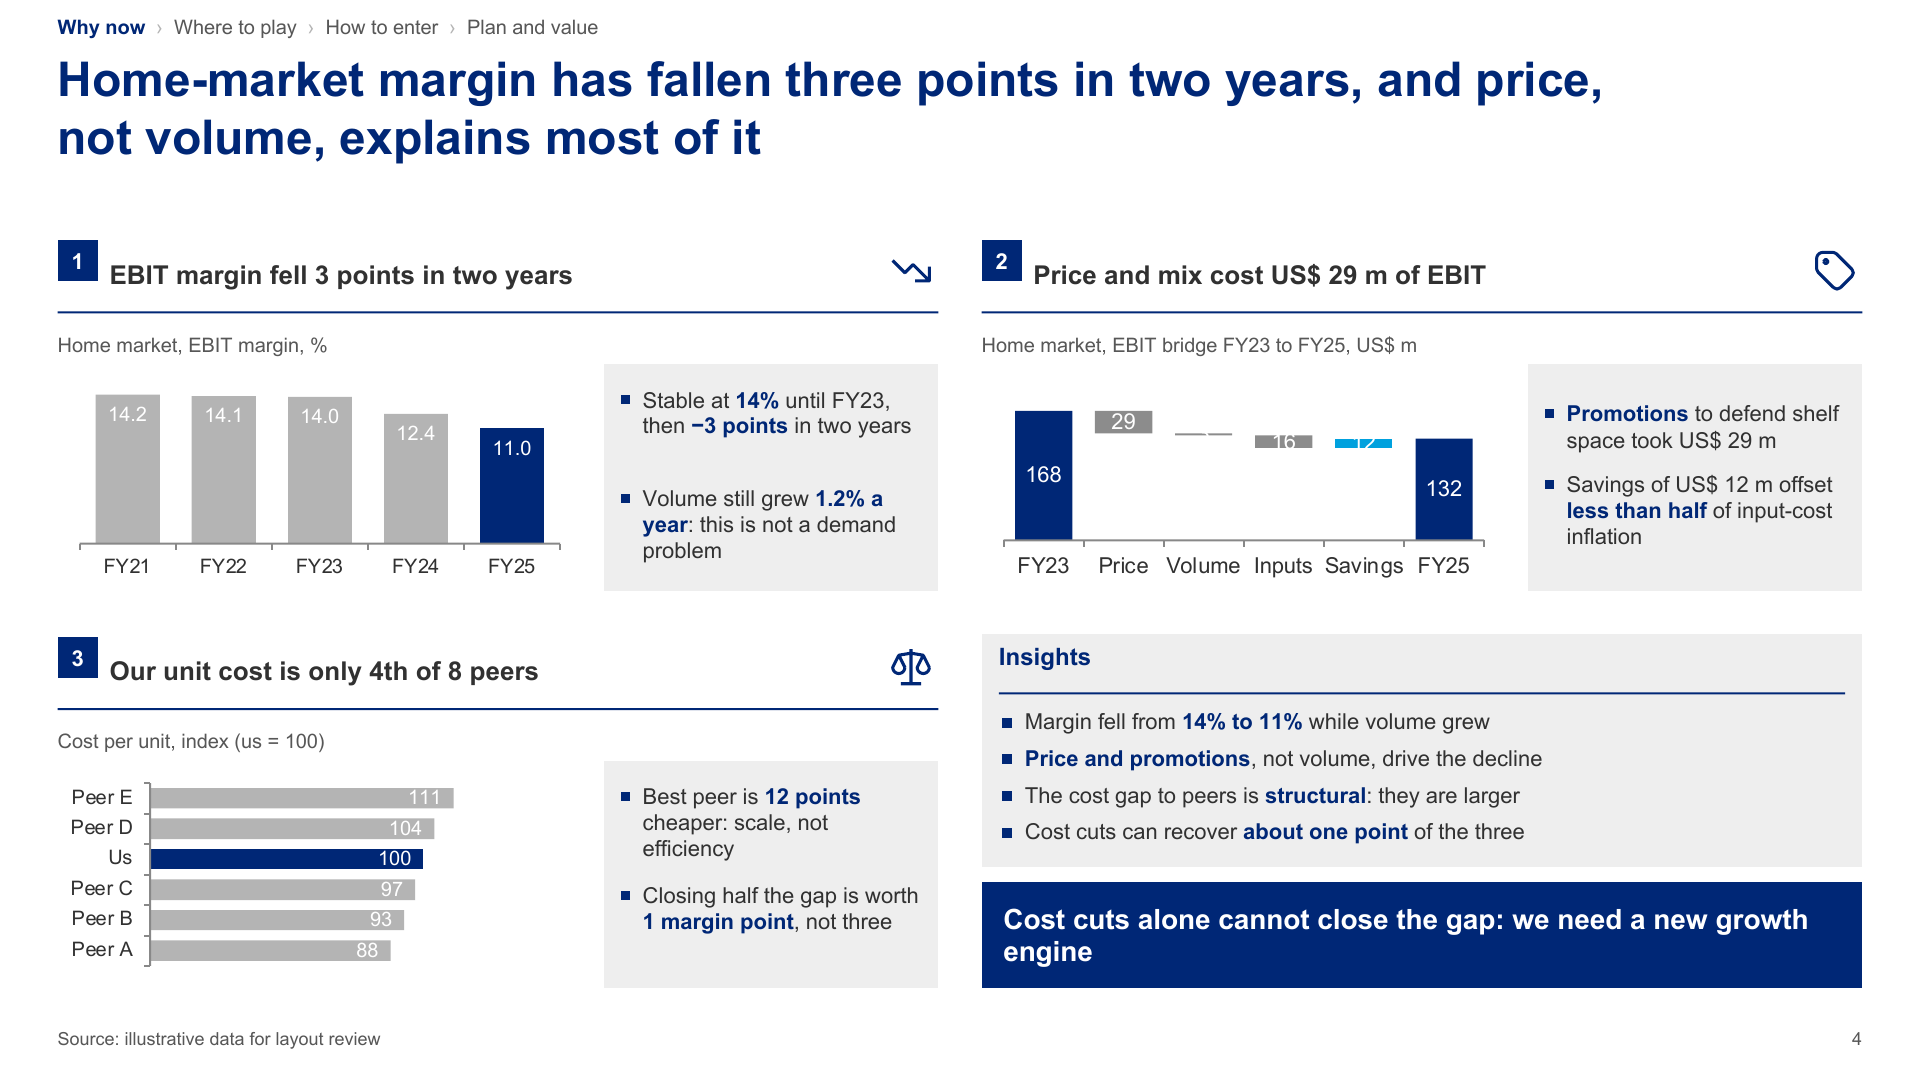 Why now › Where to play › How to enter › Plan and value
Home-market margin has fallen three points in two years, and price,
not volume, explains most of it
1 EBIT margin fell 3 points in two years
Home market, EBIT margin, %
14.2 14.1 14.0 12.4 11.0
FY21 FY22 FY23 FY24 FY25
Stable at 14% until FY23,
then −3 points in two years
Volume still grew 1.2% a
year: this is not a demand
problem
2 Price and mix cost US$ 29 m of EBIT
Home market, EBIT bridge FY23 to FY25, US$ m
168 29 16 12 132
FY23 Price Volume Inputs Savings FY25
Promotions to defend shelf
space took US$ 29 m
Savings of US$ 12 m offset
less than half of input-cost
inflation
3 Our unit cost is only 4th of 8 peers
Cost per unit, index (us = 100)
Peer E 111
Peer D 104
Us 100
Peer C 97
Peer B 93
Peer A 88
Best peer is 12 points
cheaper: scale, not
efficiency
Closing half the gap is worth
1 margin point, not three
Insights
Margin fell from 14% to 11% while volume grew
Price and promotions, not volume, drive the decline
The cost gap to peers is structural: they are larger
Cost cuts can recover about one point of the three
Cost cuts alone cannot close the gap: we need a new growth
engine
Source: illustrative data for layout review
4